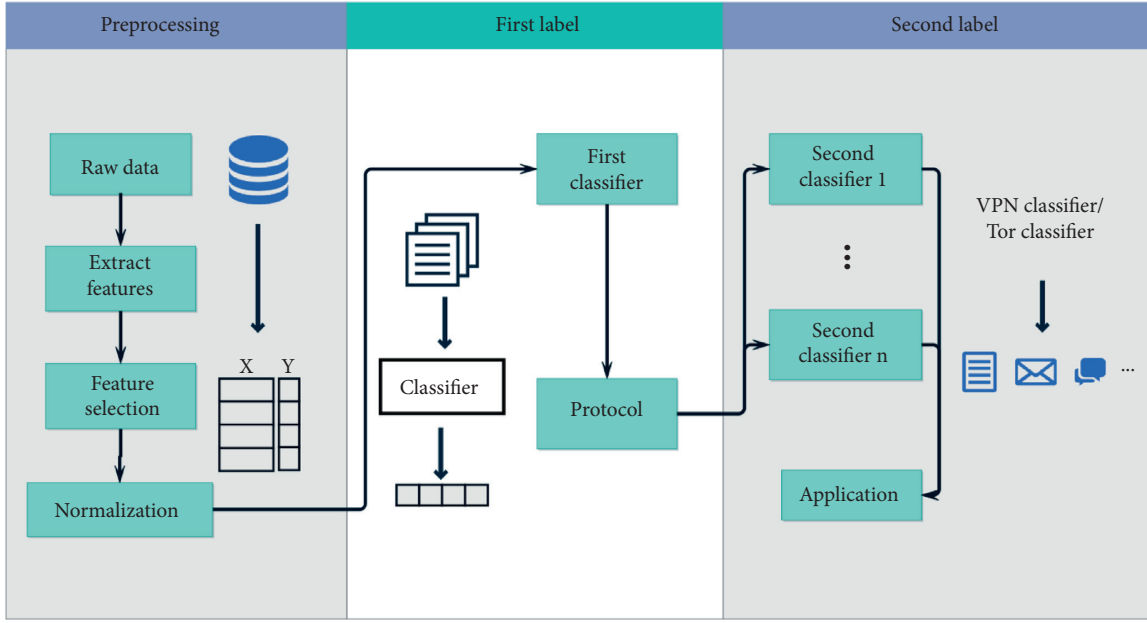 Preprocessing
First label
Second label
Raw data
Extract
features
Feature
selection
Normalization
X
Y
Classifier
First
classifier
Protocol
Second
classifier 1
Second
classifier n
Application
VPN classifier/
Tor classifier
...